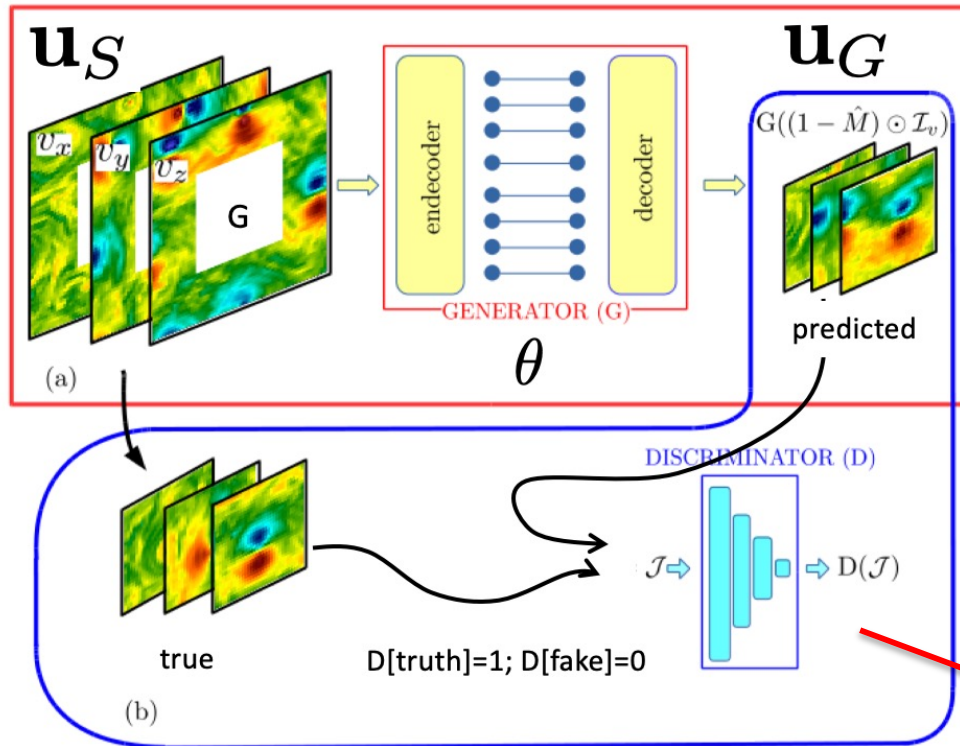 u_S
u_G
v_x
v_y
v_z
G
endecoder
decoder
GENERATOR (G)
θ
G((1 − M̂) ⊙ 𝓘_v)
predicted
(a)
DISCRIMINATOR (D)
𝒥
D(𝒥)
true
D[truth]=1; D[fake]=0
(b)